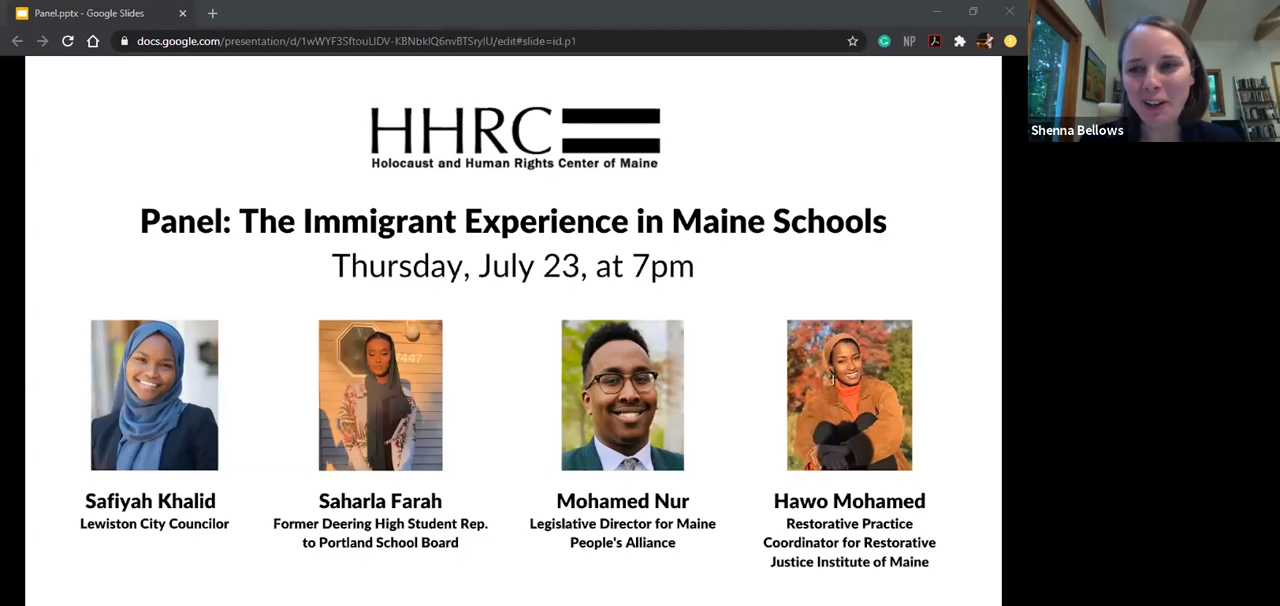 Panel.pptx - Google Slides
docs.google.com/presentation/d/1wWYF3SftouLIDV-KBNbklQ6nvBTSrylU/edit#slide=id.p1
NP
Shenna Bellows
HHRC
Holocaust and Human Rights Center of Maine
Panel: The Immigrant Experience in Maine Schools
Thursday, July 23, at 7pm
7447
Safiyah Khalid
Lewiston City Councilor
Saharla Farah
Former Deering High Student Rep.
to Portland School Board
Mohamed Nur
Legislative Director for Maine
People's Alliance
Hawo Mohamed
Restorative Practice
Coordinator for Restorative
Justice Institute of Maine